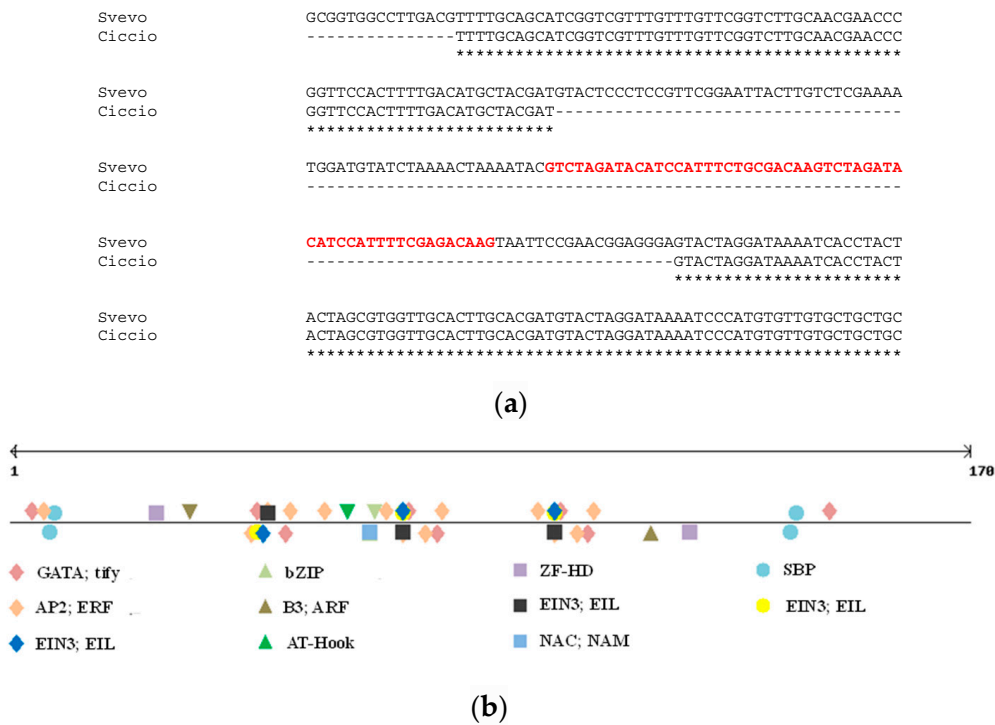 Svevo GCGGTGGCCTTGACGTTTTGCAGCATCGGTCGTTTGTTTGTTCGGTCTTGCAACGAACCC
Ciccio ---------------TTTTGCAGCATCGGTCGTTTGTTTGTTCGGTCTTGCAACGAACCC
*********************************************
Svevo GGTTCCACTTTTGACATGCTACGATGTACTCCCTCCGTTCGGAATTACTTGTCTCGAAAA
Ciccio GGTTCCACTTTTGACATGCTACGAT-----------------------------------
*************************
Svevo TGGATGTATCTAAAACTAAAATACGTCTAGATACATCCATTTCTGCGACAAGTCTAGATA
Ciccio ------------------------------------------------------------
Svevo CATCCATTTTCGAGACAAGTAATTCCGAACGGAGGGAGTACTAGGATAAAATCACCTACT
Ciccio -------------------------------------GTACTAGGATAAAATCACCTACT
***********************
Svevo ACTAGCGTGGTTGCACTTGCACGATGTACTAGGATAAAATCCCATGTGTTGTGCTGCTGC
Ciccio ACTAGCGTGGTTGCACTTGCACGATGTACTAGGATAAAATCCCATGTGTTGTGCTGCTGC
************************************************************
(a)
1 170
GATA; tify bZIP ZF-HD SBP
AP2; ERF B3; ARF EIN3; EIL EIN3; EIL
EIN3; EIL AT-Hook NAC; NAM
(b)